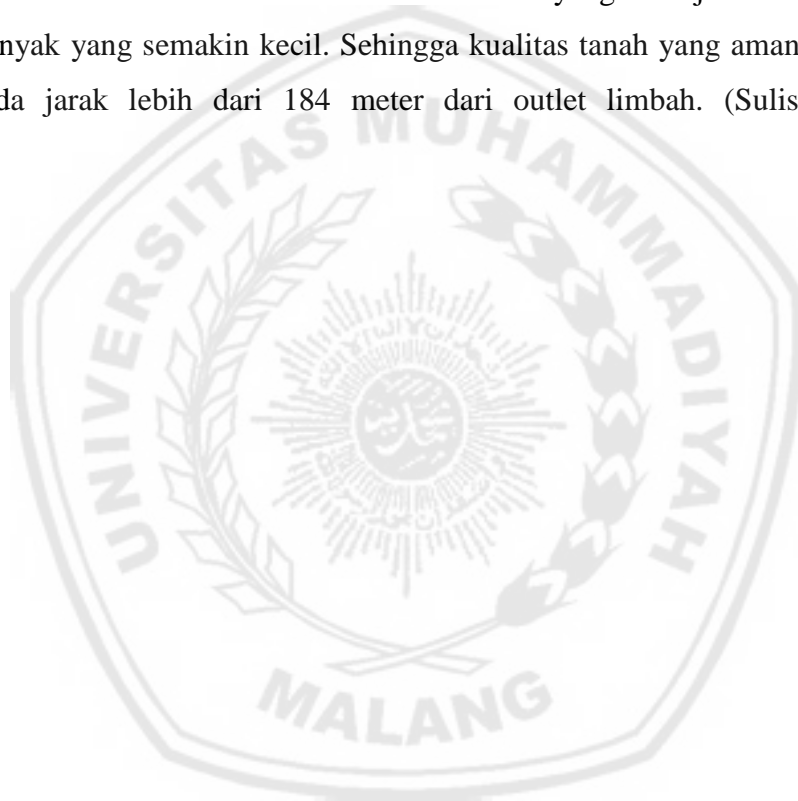 yang
nyak yang semakin kecil. Sehingga kualitas tanah yang aman
da jarak lebih dari 184 meter dari outlet limbah. (Sulis
UNIVERSITAS MUHAMMADIYAH
MALANG